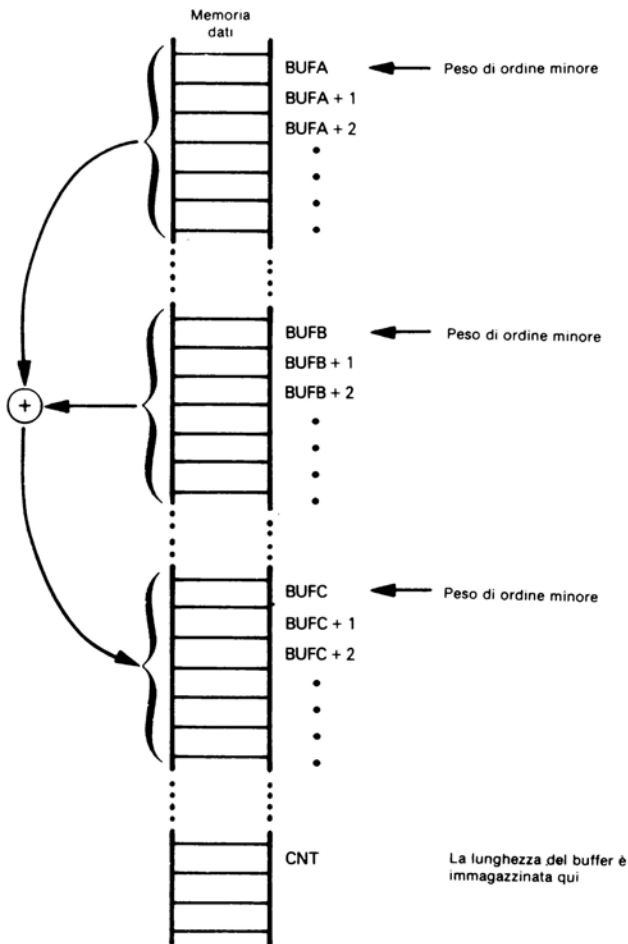 Memoria
dati
BUFA
Peso di ordine minore
BUFA + 1
BUFA + 2
BUFB
Peso di ordine minore
BUFB + 1
BUFB + 2
+
BUFC
Peso di ordine minore
BUFC + 1
BUFC + 2
CNT
La lunghezza del buffer è
immagazzinata qui